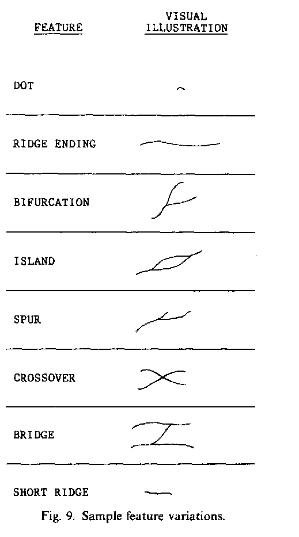 VISUAL
FEATURE ILLUSTRATION
DOT
RIDGE ENDING
BIFURCATION
ISLAND
SPUR
CROSSOVER
BRIDGE
SHORT RIDGE
Fig. 9. Sample feature variations.